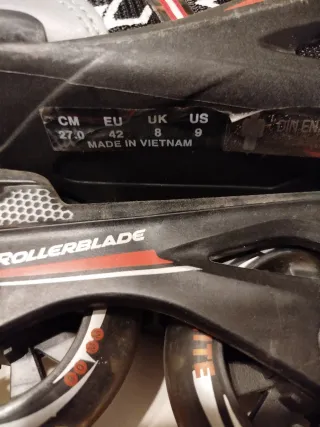 CM EU UK US
27.0 42 8 9
MADE IN VIETNAM
ROLLERBLADE